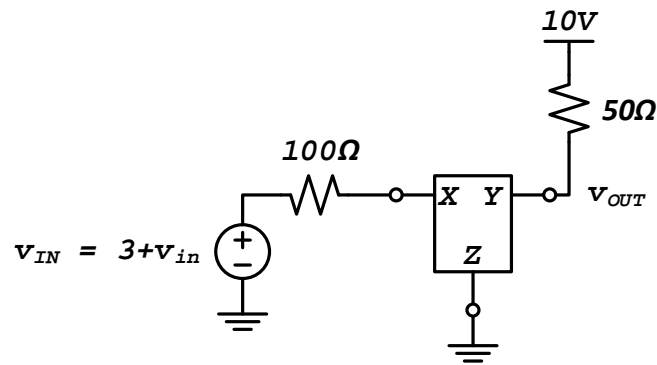 10V
50Ω
100Ω
X Y
v_OUT
v_IN = 3+v_in
+
−
Z